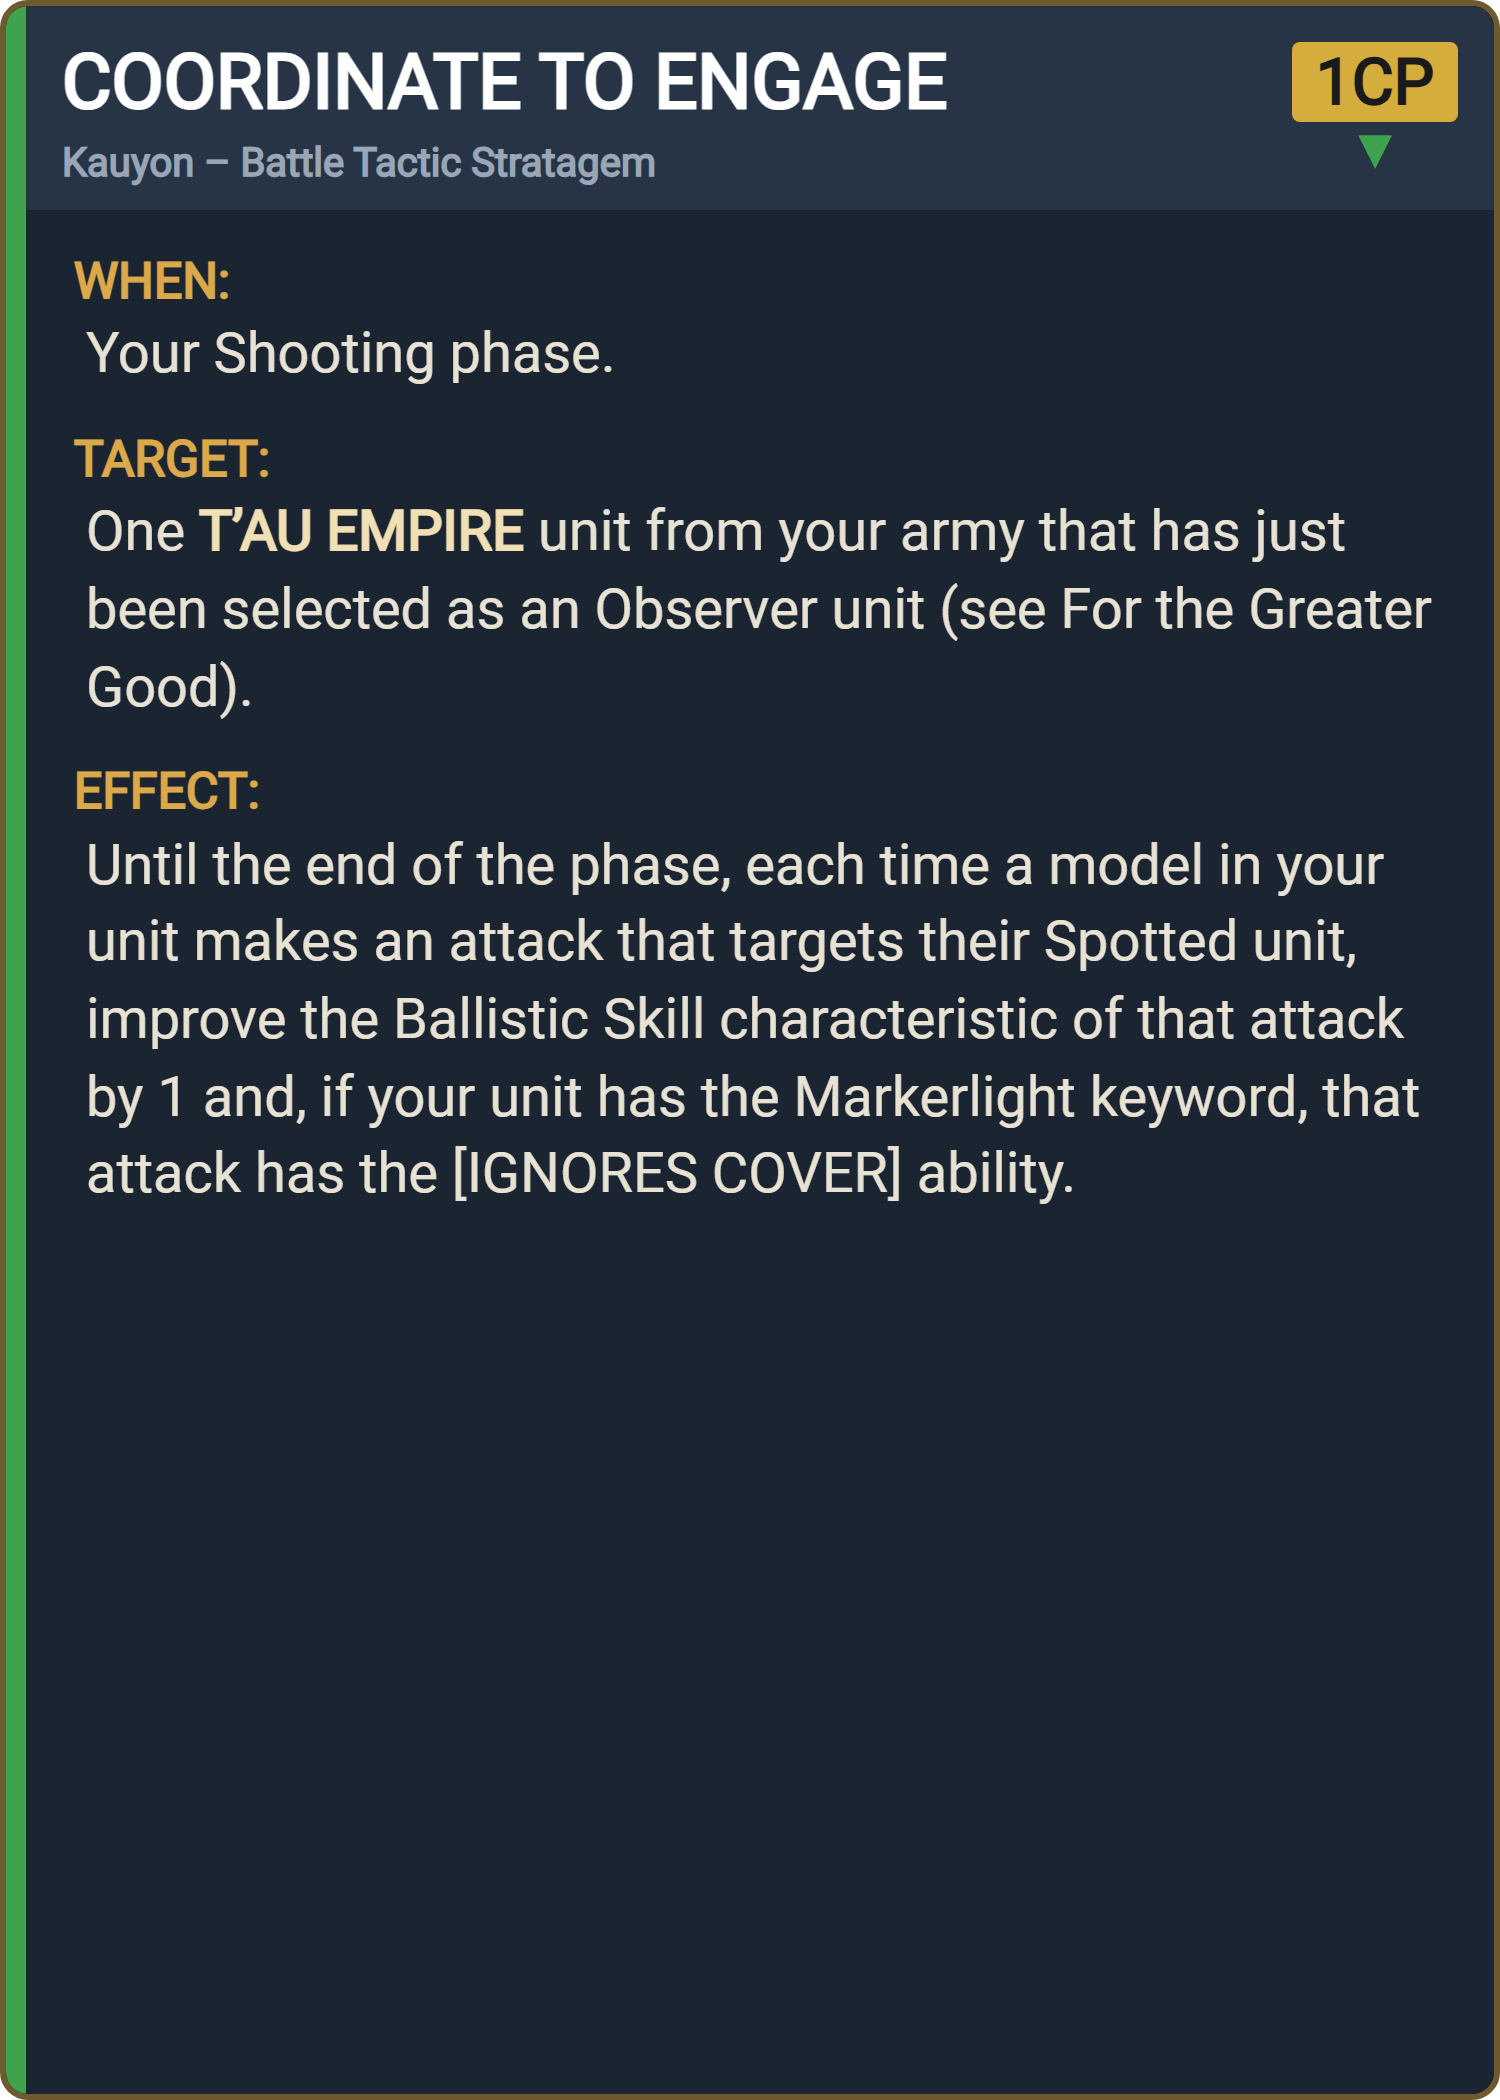 COORDINATE TO ENGAGE
1CP
Kauyon – Battle Tactic Stratagem
WHEN:
Your Shooting phase.
TARGET:
One T’AU EMPIRE unit from your army that has just
been selected as an Observer unit (see For the Greater
Good).
EFFECT:
Until the end of the phase, each time a model in your
unit makes an attack that targets their Spotted unit,
improve the Ballistic Skill characteristic of that attack
by 1 and, if your unit has the Markerlight keyword, that
attack has the [IGNORES COVER] ability.